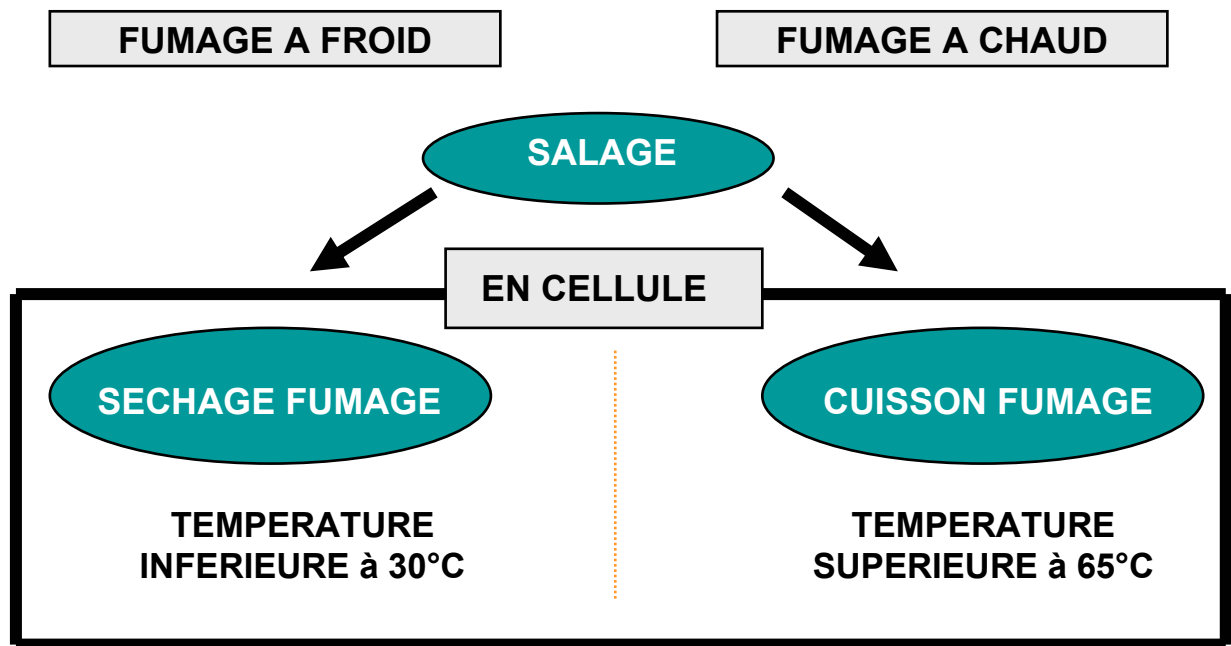 FUMAGE A FROID
FUMAGE A CHAUD
SALAGE
EN CELLULE
SECHAGE FUMAGE
CUISSON FUMAGE
TEMPERATURE
INFERIEURE à 30°C
TEMPERATURE
SUPERIEURE à 65°C